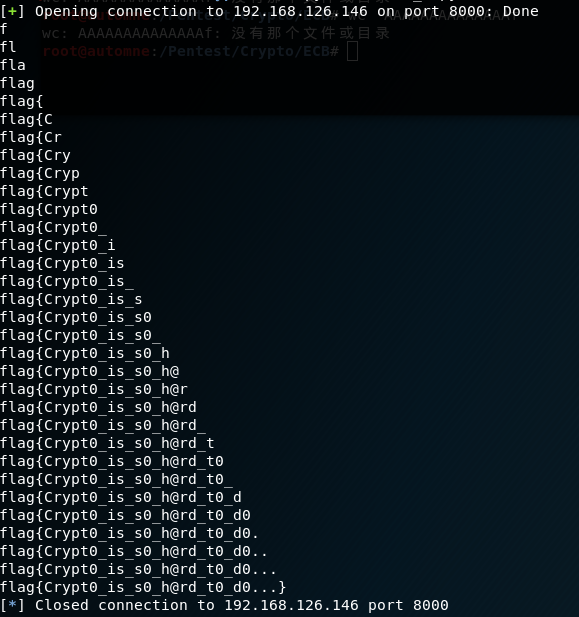 [+] Opening connection to 192.168.126.146 on port 8000: Done
wc: AAAAAAAAAAAAAAf: 没有那个文件或目录
root@automne:/Pentest/Crypto/ECB#
f
fl
fla
flag
flag{
flag{C
flag{Cr
flag{Cry
flag{Cryp
flag{Crypt
flag{Crypt0
flag{Crypt0_
flag{Crypt0_i
flag{Crypt0_is
flag{Crypt0_is_
flag{Crypt0_is_s
flag{Crypt0_is_s0
flag{Crypt0_is_s0_
flag{Crypt0_is_s0_h
flag{Crypt0_is_s0_h@
flag{Crypt0_is_s0_h@r
flag{Crypt0_is_s0_h@rd
flag{Crypt0_is_s0_h@rd_
flag{Crypt0_is_s0_h@rd_t
flag{Crypt0_is_s0_h@rd_t0
flag{Crypt0_is_s0_h@rd_t0_
flag{Crypt0_is_s0_h@rd_t0_d
flag{Crypt0_is_s0_h@rd_t0_d0
flag{Crypt0_is_s0_h@rd_t0_d0.
flag{Crypt0_is_s0_h@rd_t0_d0..
flag{Crypt0_is_s0_h@rd_t0_d0...
flag{Crypt0_is_s0_h@rd_t0_d0...}
[*] Closed connection to 192.168.126.146 port 8000